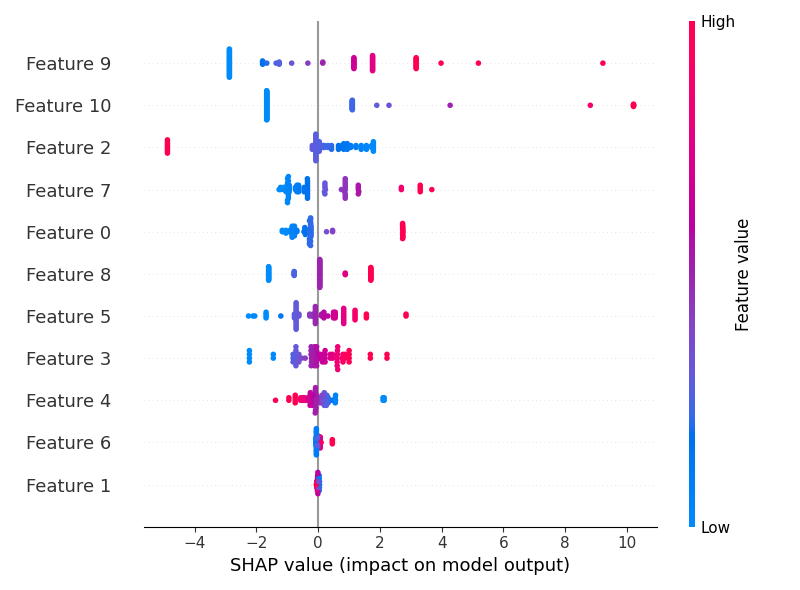 High
Feature 9
Feature 10
Feature 2
Feature 7
Feature 0
Feature 8
Feature 5
Feature 3
Feature 4
Feature 6
Feature 1
Feature value
Low
−4 −2 0 2 4 6 8 10
SHAP value (impact on model output)